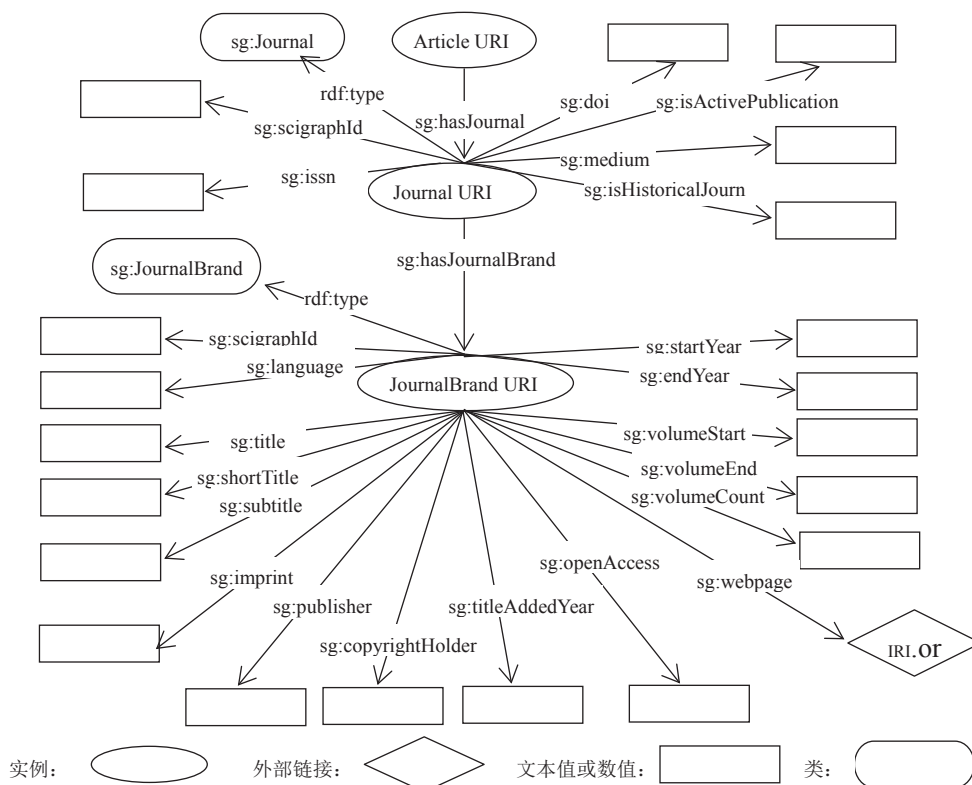 sg:Journal
Article URI
rdf:type
sg:doi
sg:isActivePublication
sg:scigraphId
sg:hasJournal
sg:medium
sg:issn
Journal URI
sg:isHistoricalJourn
sg:hasJournalBrand
sg:JournalBrand
rdf:type
sg:scigraphId
sg:startYear
sg:language
JournalBrand URI
sg:endYear
sg:title
sg:volumeStart
sg:shortTitle
sg:volumeEnd
sg:subtitle
sg:volumeCount
sg:imprint
sg:openAccess
sg:webpage
sg:publisher
sg:titleAddedYear
sg:copyrightHolder
IRI.or
实例：
外部链接：
文本值或数值：
类：